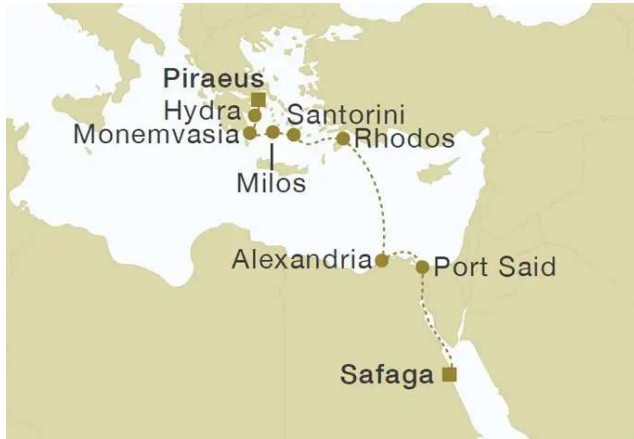 Piraeus
Hydra
Santorini
Monemvasia
Rhodos
Milos
Alexandria
Port Said
Safaga